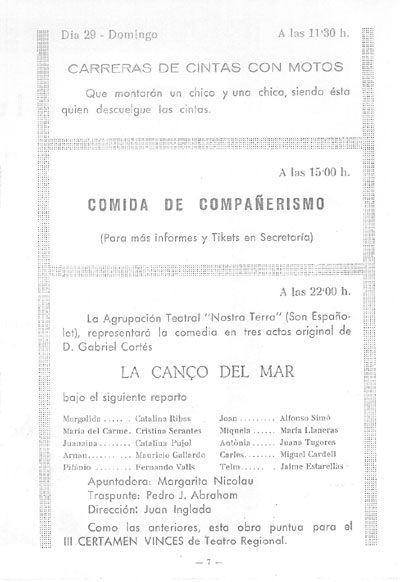 Día 29 - Domingo A las 11'30 h.
CARRERAS DE CINTAS CON MOTOS
Que montarán un chico y una chica, siendo ésta
quien descuelgue las cintas.
A las 15'00 h.
COMIDA DE COMPAÑERISMO
(Para más informes y Tikets en Secretaría)
A las 22'00 h.
La Agrupación Teatral "Nostra Terra" (Son Españo-
let), representará la comedia en tres actos original de
D. Gabriel Cortés
LA CANÇO DEL MAR
bajo el siguiente reparto
Margalida ..... Catalina Ribas Joan ........ Alfonso Simó
María del Carme. Cristina Serantes Miquela ..... María Llaneras
Juanaina ....... Catalina Pujol Antònia ..... Juana Tugores
Arnau ......... Mauricio Gallardo Carles ....... Miguel Cardell
Pifánio ....... Fernando Valls Telm ........ Jaime Estarellas
Apuntadora: Margarita Nicolau
Traspunte: Pedro J. Abraham
Dirección: Juan Inglada
Como las anteriores, esta obra puntua para el
III CERTAMEN VINCES de Teatro Regional.
— 7 —